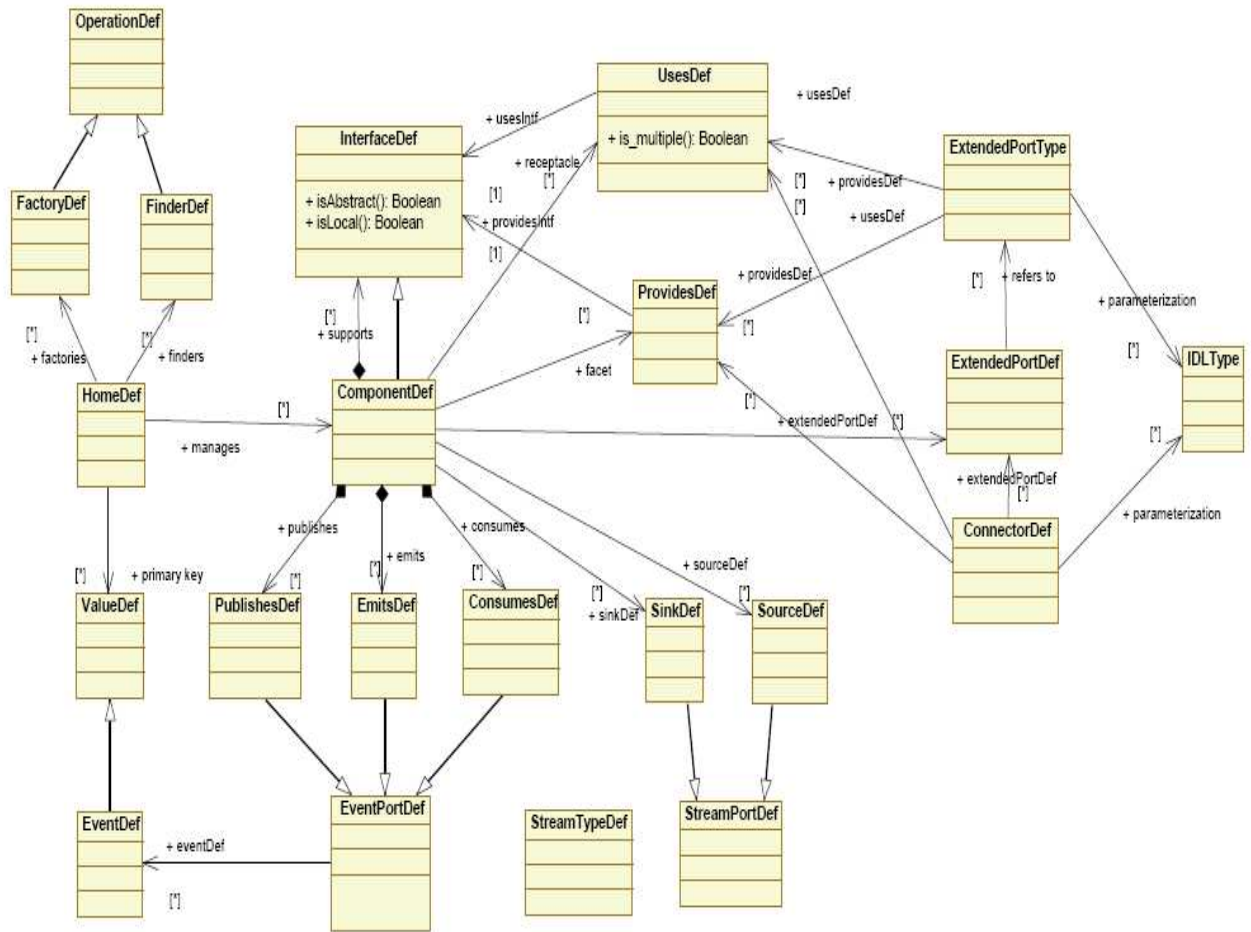 OperationDef
UsesDef
+ usesDef
+ usesIntf
InterfaceDef
+ is_multiple(): Boolean
ExtendedPortType
+ receptacle
[*]
[*]
+ providesDef
FactoryDef
FinderDef
+ isAbstract(): Boolean
[1]
[*]
+ usesDef
+ isLocal(): Boolean
+ providesIntf
[1]
ProvidesDef
+ providesDef
[*]
+ refers to
+ parameterization
[*]
[*]
[*]
[*]
[*]
[*]
+ supports
+ factories
+ finders
+ facet
ExtendedPortDef
IDLType
[*]
HomeDef
ComponentDef
[*]
[*]
+ extendedPortDef
[*]
[*]
+ manages
+ extendedPortDef
[*]
+ publishes
+ consumes
ConnectorDef
+ parameterization
+ emits
[*]
+ primary key
[*]
[*]
[*]
+ sourceDef
[*]
[*]
ValueDef
PublishesDef
EmitsDef
ConsumesDef
SinkDef
SourceDef
+ sinkDef
EventDef
EventPortDef
StreamTypeDef
StreamPortDef
+ eventDef
[*]